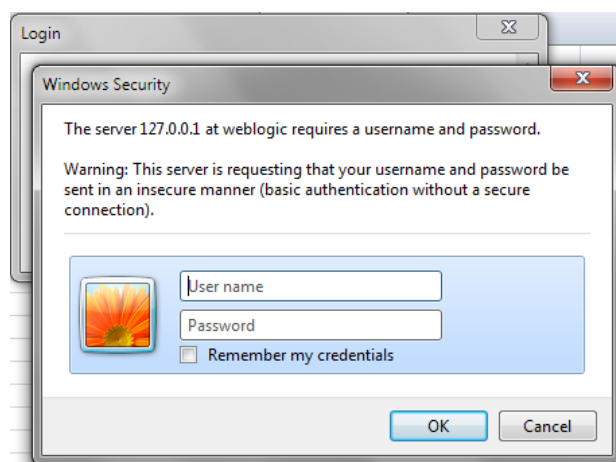 Login
Windows Security
The server 127.0.0.1 at weblogic requires a username and password.
Warning: This server is requesting that your username and password be
sent in an insecure manner (basic authentication without a secure
connection).
User name
Password
Remember my credentials
OK
Cancel